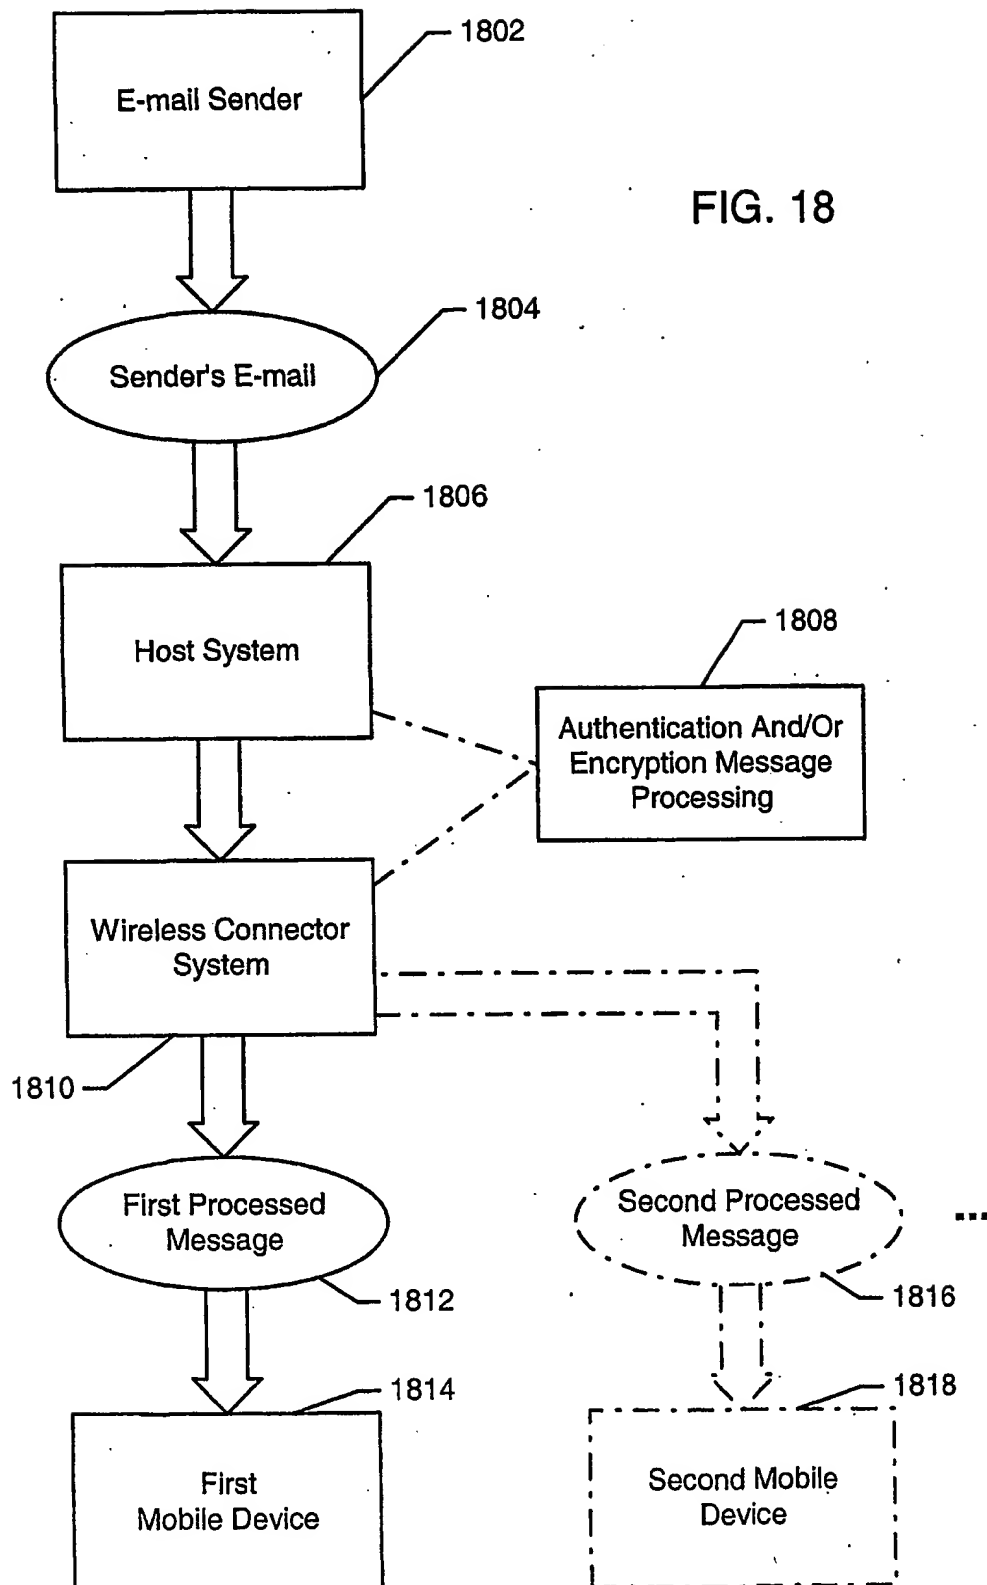 1802
E-mail Sender
FIG. 18
1804
Sender's E-mail
1806
Host System
1808
Authentication And/Or
Encryption Message
Processing
Wireless Connector
System
1810
First Processed
Message
1812
Second Processed
Message
1816
1814
First
Mobile Device
1818
Second Mobile
Device